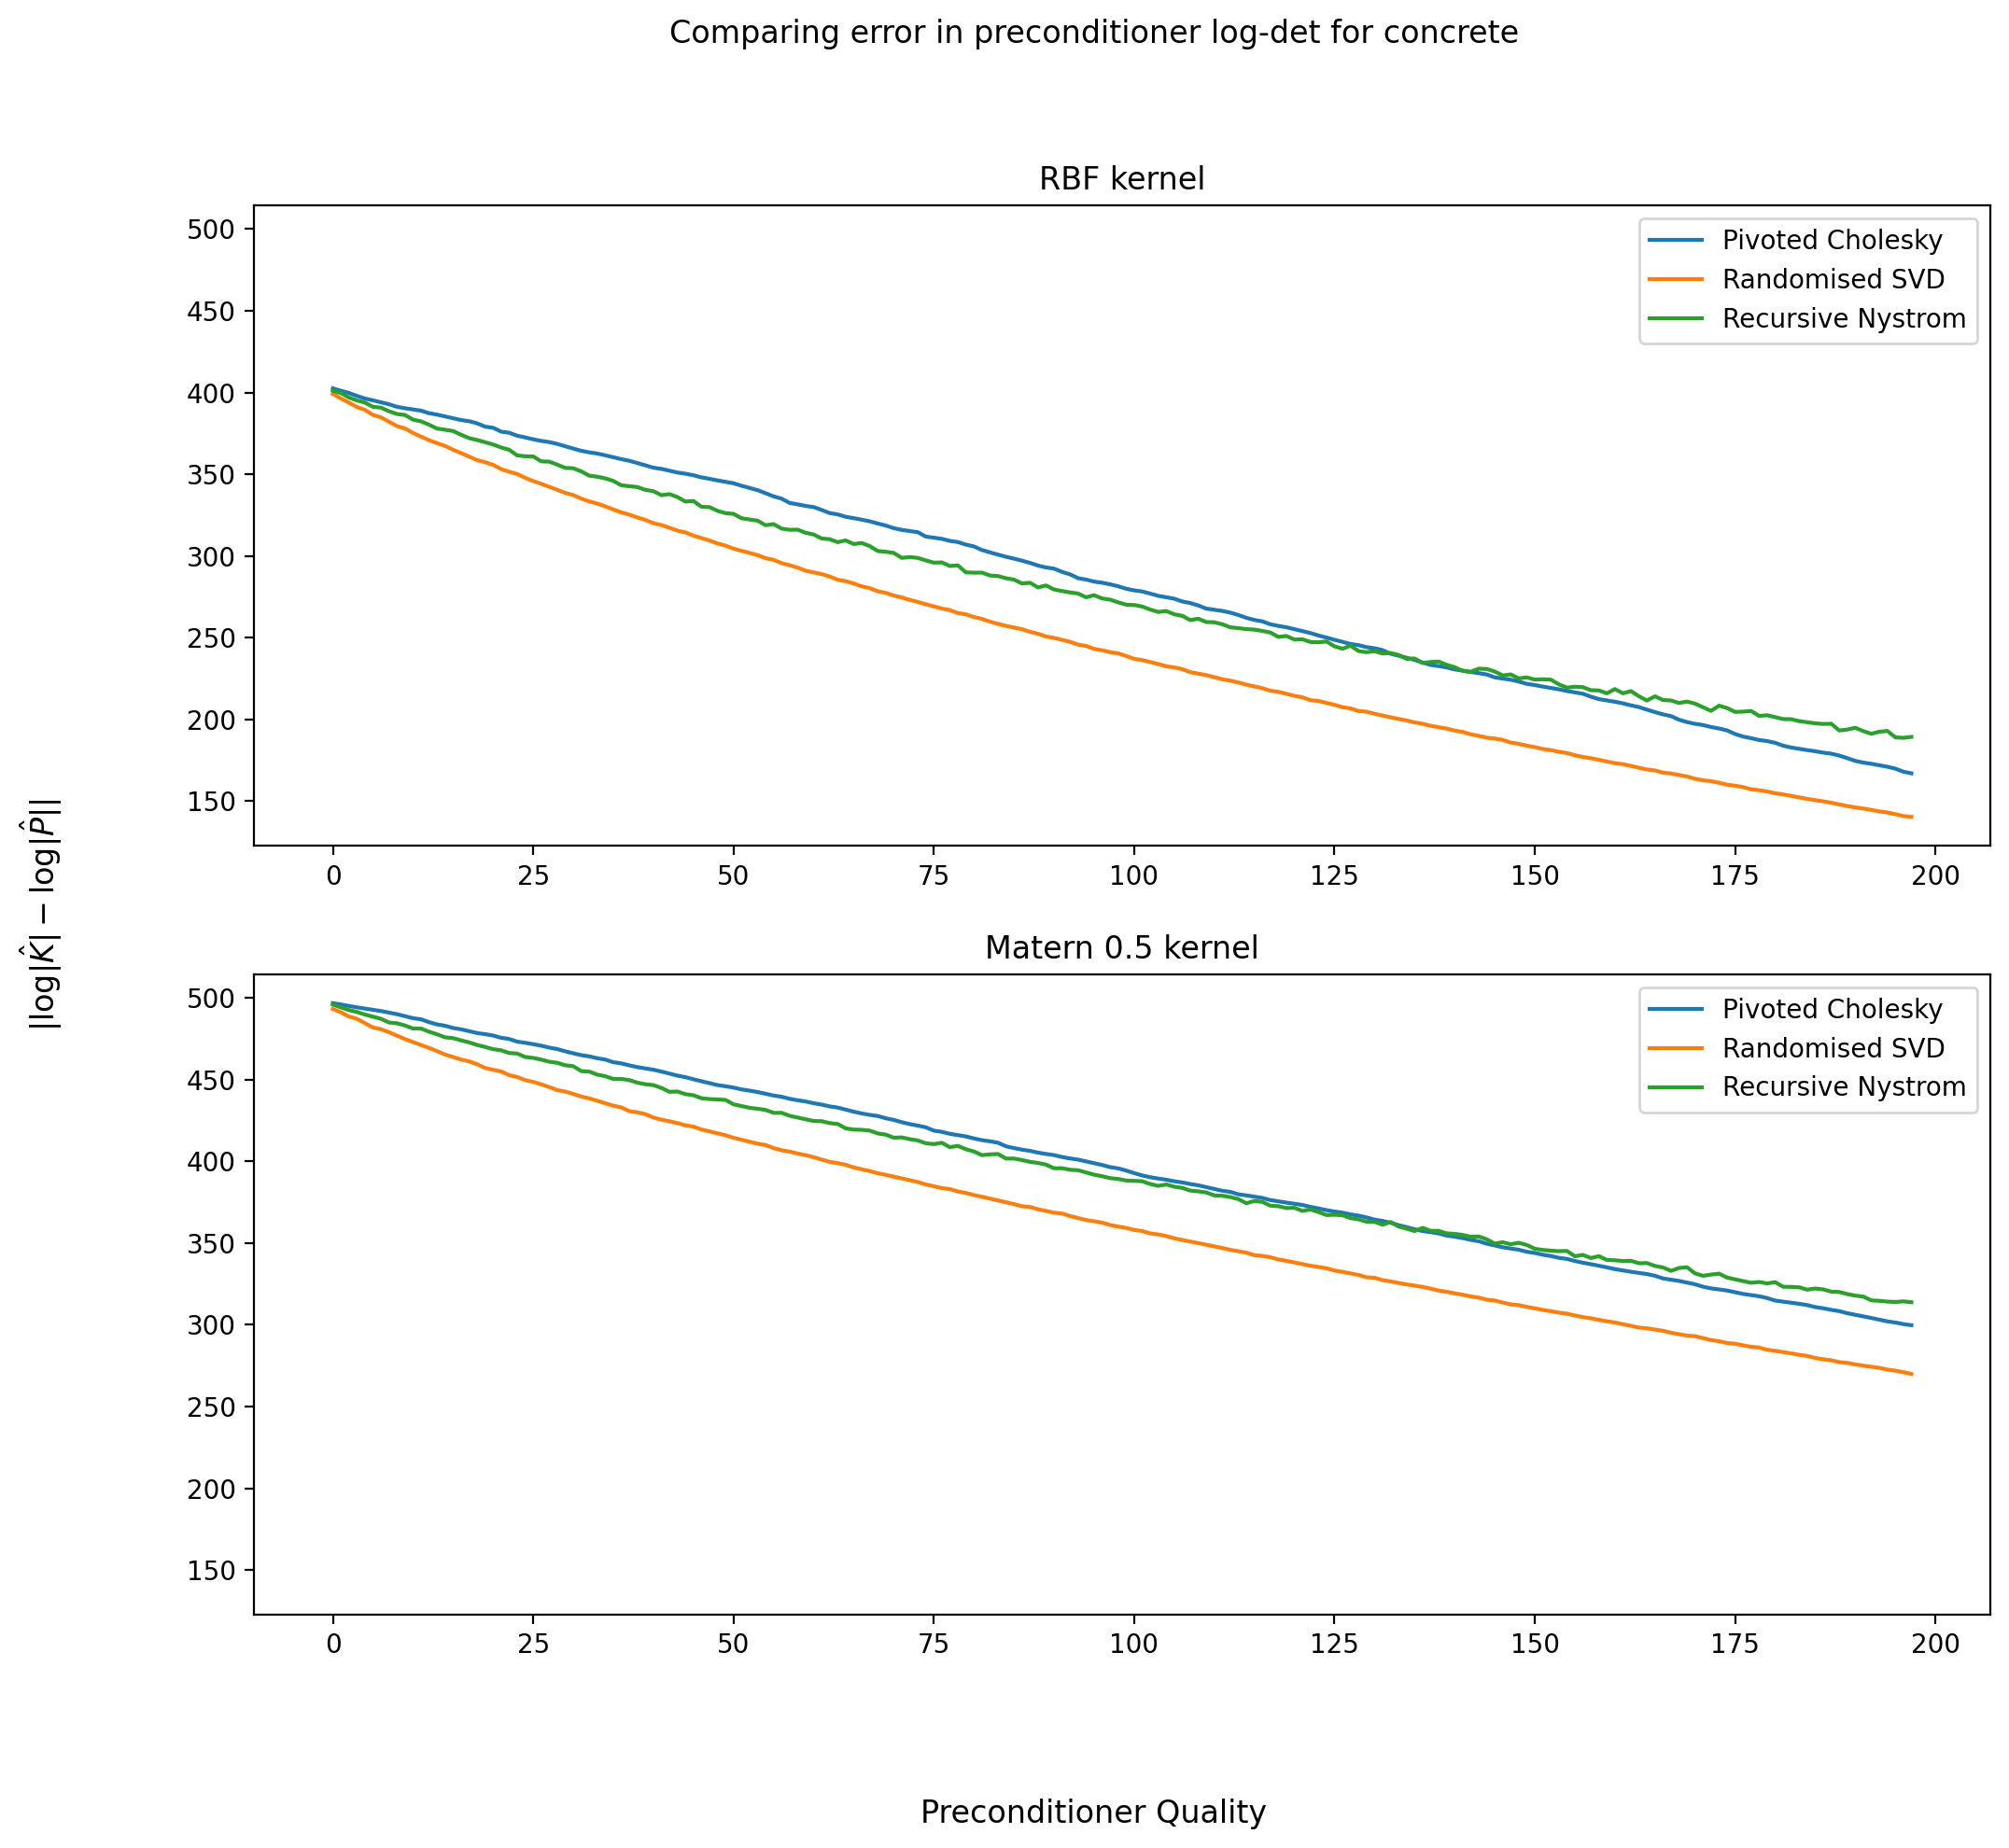 Comparing error in preconditioner log-det for concrete
RBF kernel
500
450
400
350
300
250
200
150
Pivoted Cholesky
Randomised SVD
Recursive Nystrom
0 25 50 75 100 125 150 175 200
|log|K̂| − log|P̂||
Matern 0.5 kernel
500
450
400
350
300
250
200
150
Pivoted Cholesky
Randomised SVD
Recursive Nystrom
0 25 50 75 100 125 150 175 200
Preconditioner Quality